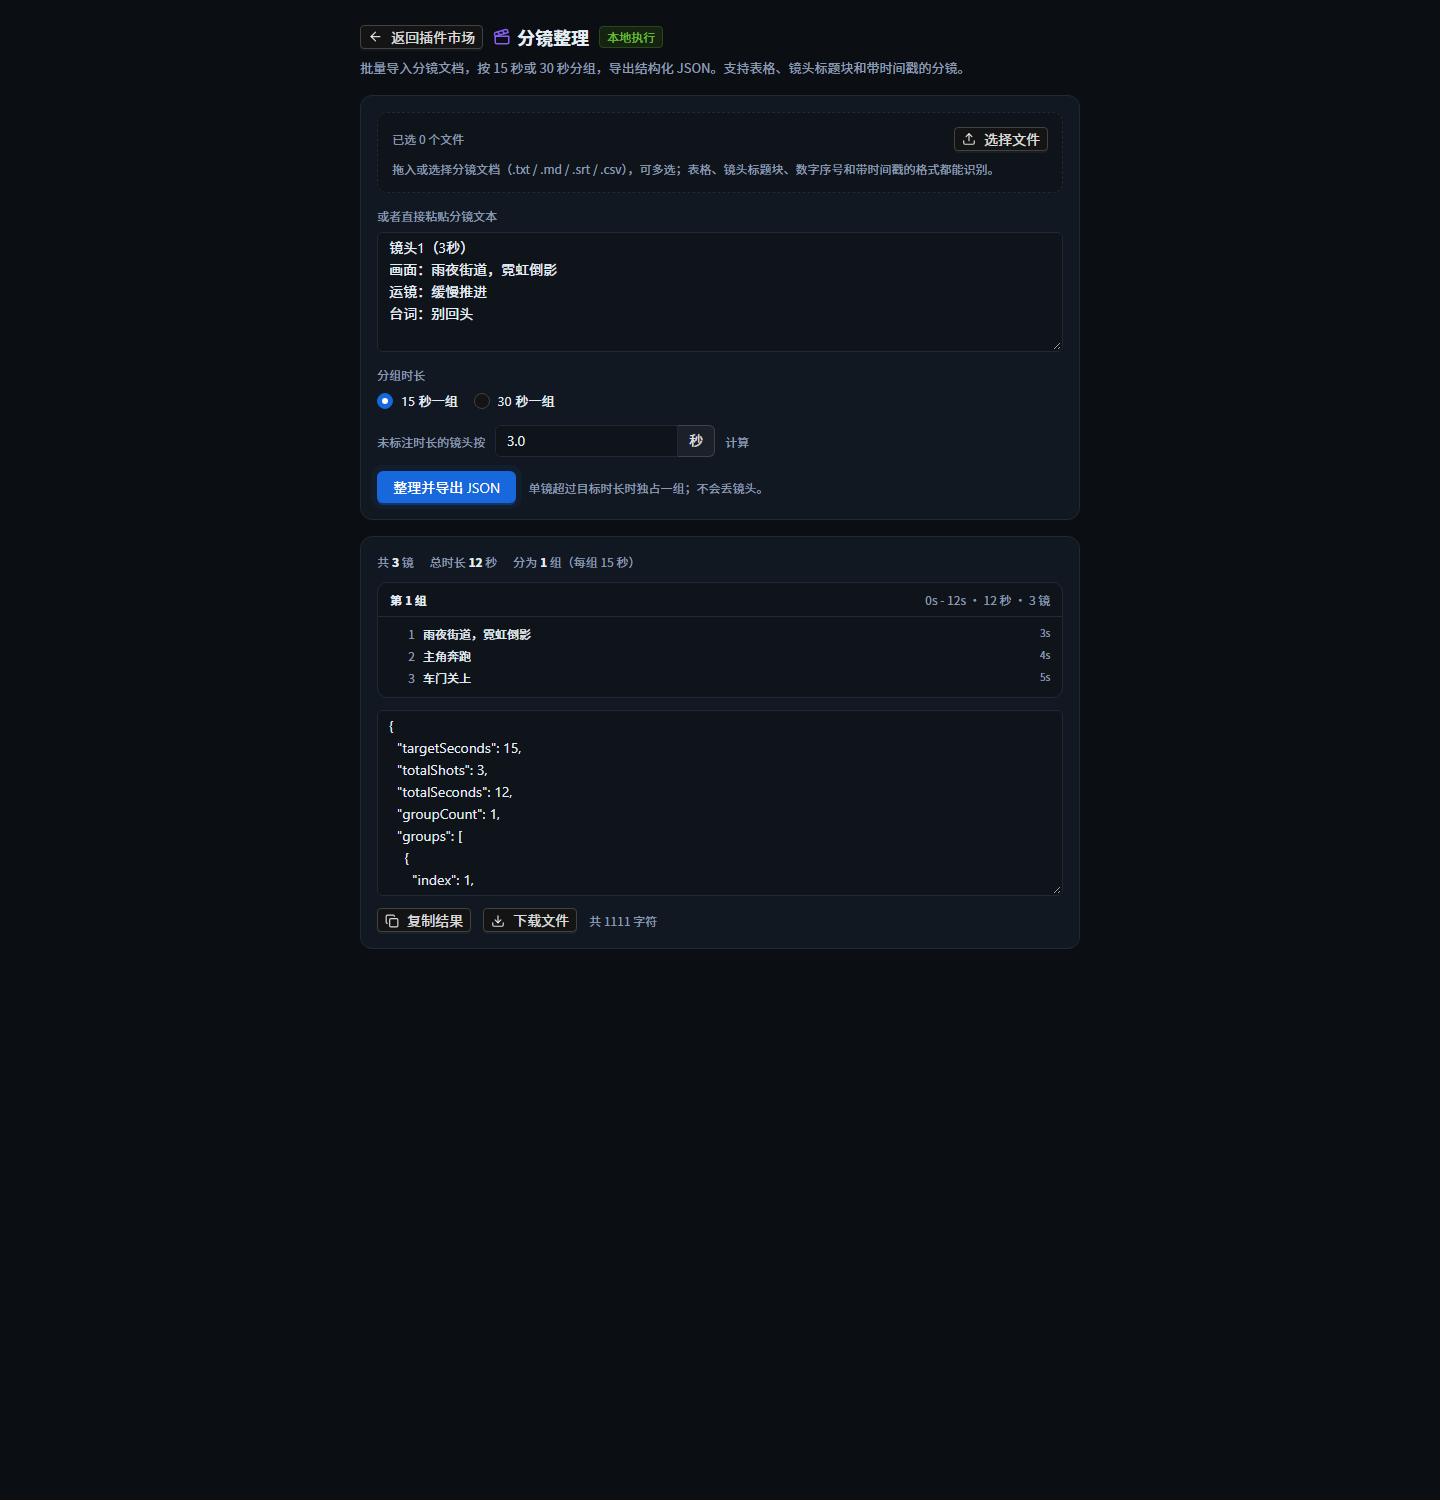 返回插件市场 分镜整理 本地执行
批量导入分镜文档，按 15 秒或 30 秒分组，导出结构化 JSON。支持表格、镜头标题块和带时间戳的分镜。
已选 0 个文件 选择文件
拖入或选择分镜文档（.txt / .md / .srt / .csv），可多选；表格、镜头标题块、数字序号和带时间戳的格式都能识别。
或者直接粘贴分镜文本
镜头1（3秒）
画面：雨夜街道，霓虹倒影
运镜：缓慢推进
台词：别回头
分组时长
15 秒一组 30 秒一组
未标注时长的镜头按 3.0 秒 计算
整理并导出 JSON 单镜超过目标时长时独占一组；不会丢镜头。
共 3 镜 总时长 12 秒 分为 1 组（每组 15 秒）
第 1 组 0s - 12s · 12 秒 · 3 镜
1 雨夜街道，霓虹倒影 3s
2 主角奔跑 4s
3 车门关上 5s
{
"targetSeconds": 15,
"totalShots": 3,
"totalSeconds": 12,
"groupCount": 1,
"groups": [
{
"index": 1,
复制结果 下载文件 共 1111 字符